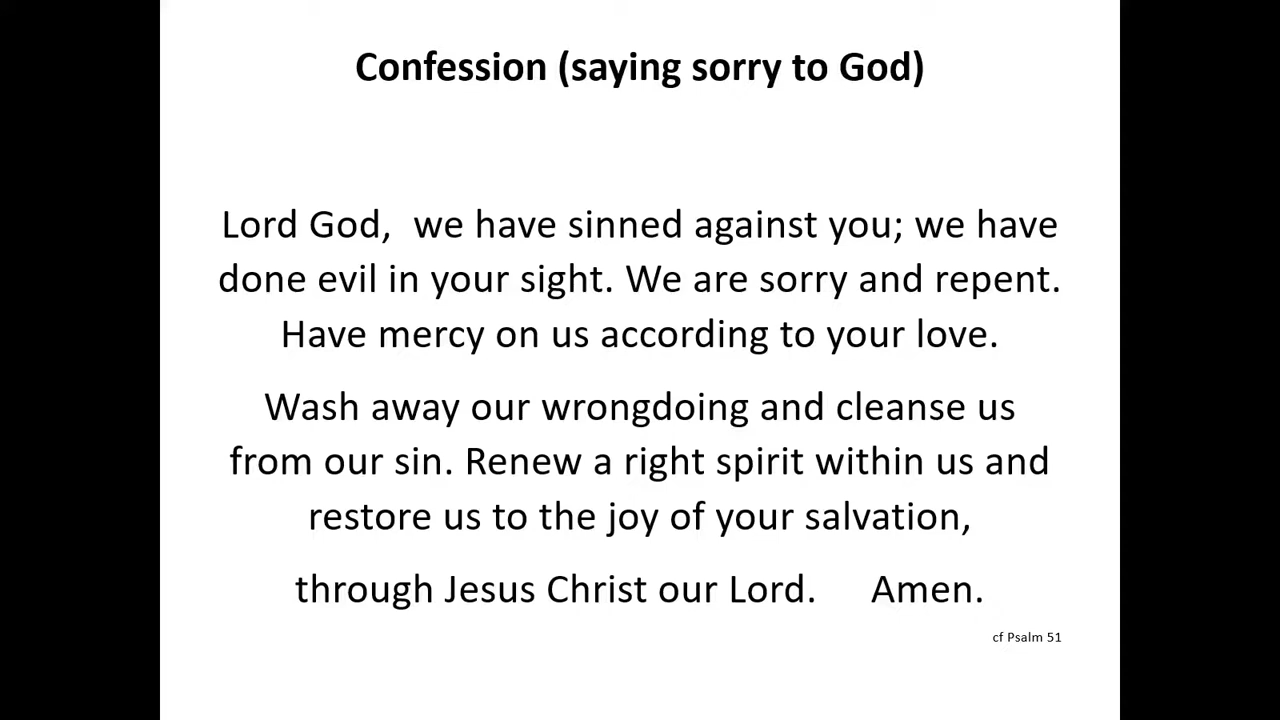 Confession (saying sorry to God)
Lord God,  we have sinned against you; we have
done evil in your sight. We are sorry and repent.
Have mercy on us according to your love.
Wash away our wrongdoing and cleanse us
from our sin. Renew a right spirit within us and
restore us to the joy of your salvation,
through Jesus Christ our Lord.     Amen.
cf Psalm 51